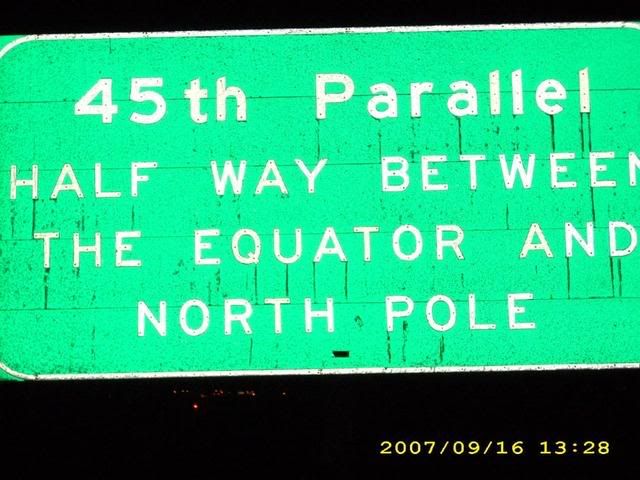 45th Parallel
HALF WAY BETWEEN
THE EQUATOR AND
NORTH POLE
2007/09/16 13:28